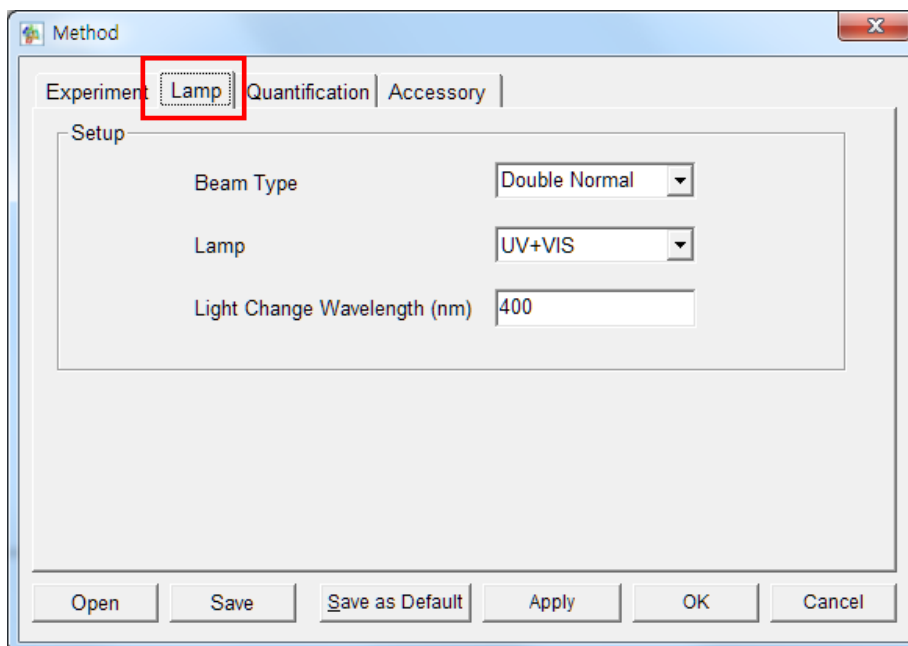 Method
Experiment Lamp Quantification Accessory
Setup
Beam Type Double Normal
Lamp UV+VIS
Light Change Wavelength (nm) 400
Open Save Save as Default Apply OK Cancel